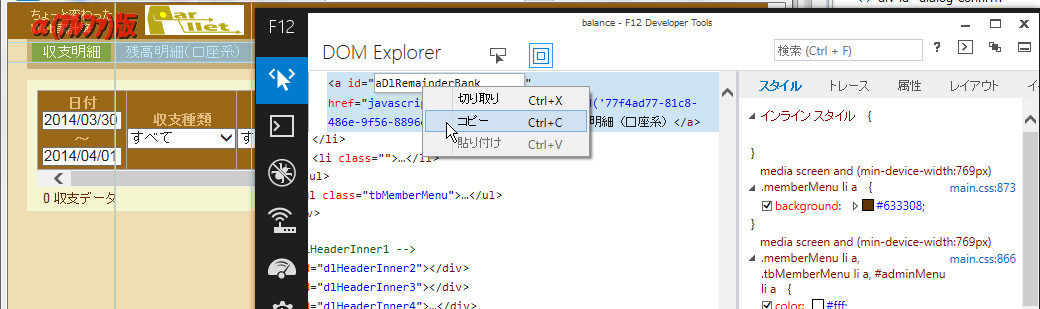 ちょっと変わった
α(アルファ)版
収支明細
残高明細(口座系)
日付
2014/03/30
～
2014/04/01
収支種類
すべて
す
0 収支データ
balance - F12 Developer Tools
F12
DOM Explorer
検索 (Ctrl + F)
?
<a id="aDlRemainderBank "
href="javascrip d('77f4ad77-81c8-
486e-9f56-8896 明細（口座系）</a>
</li>
<li class="">…</li>
ul>
l class="tbMemberMenu">…</ul>
v>
lHeaderInner1 -->
d="dlHeaderInner2"></div>
d="dlHeaderInner3"></div>
d="dlHeaderInner4">…</div>
切り取り Ctrl+X
コピー Ctrl+C
貼り付け Ctrl+V
スタイル トレース 属性 レイアウト イ
インライン スタイル {
}
media screen and (min-device-width:769px)
.memberMenu li a { main.css:873
background: #633308;
}
media screen and (min-device-width:769px)
.memberMenu li a, main.css:866
.tbMemberMenu li a, #adminMenu
li a {
color: #fff;